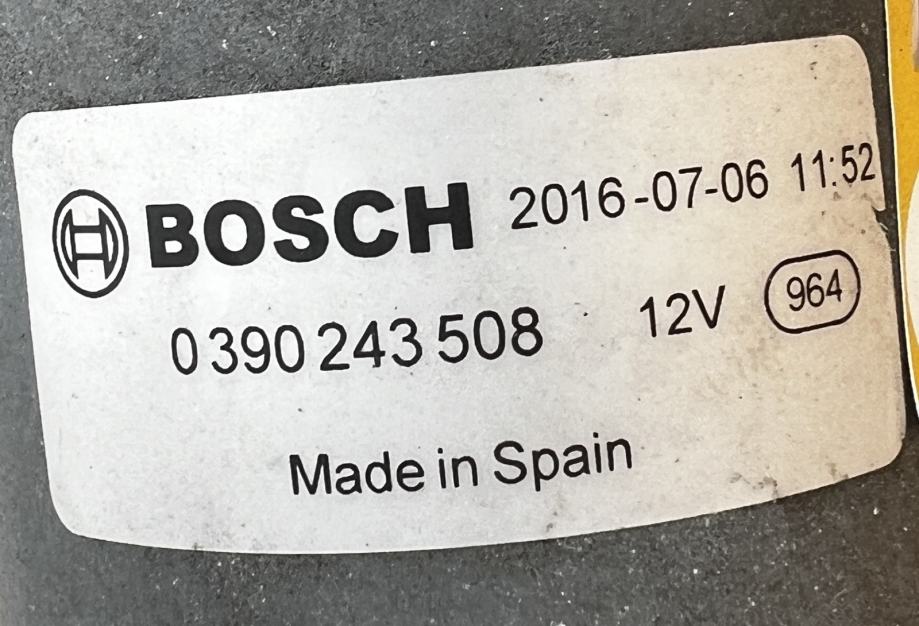 BOSCH 2016-07-06 11:52
0 390 243 508 12V 964
Made in Spain